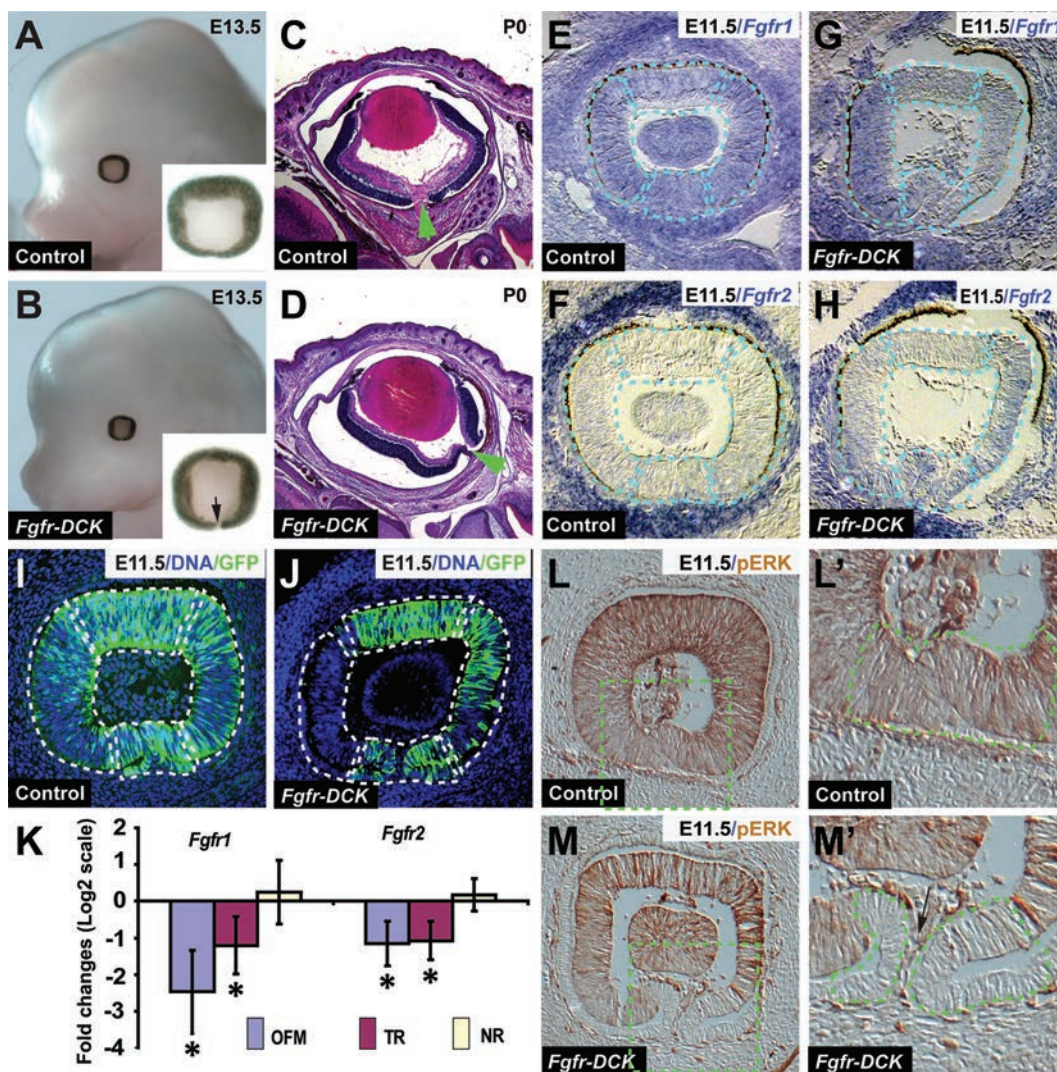 A
E13.5
Control
C
P0
Control
E
E11.5/Fgfr1
Control
G
E11.5/Fgfr1
Fgfr-DCK
B
E13.5
Fgfr-DCK
D
P0
Fgfr-DCK
F
E11.5/Fgfr2
Control
H
E11.5/Fgfr2
Fgfr-DCK
I
E11.5/DNA/GFP
Control
J
E11.5/DNA/GFP
Fgfr-DCK
L
E11.5/pERK
Control
L'
Control
K
Fgfr1
Fgfr2
Fold changes (Log2 scale)
2
1
0
-1
-2
-3
-4
*
*
*
*
OFM
TR
NR
M
E11.5/pERK
Fgfr-DCK
M'
Fgfr-DCK